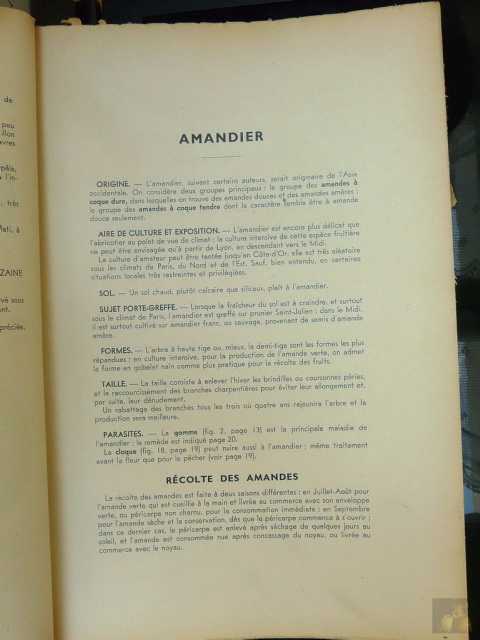 de
peu
illon
avres
pêle,
à l'in-
très
Mati, à
ZAINE
vé sous
ont.
préciée.
AMANDIER
ORIGINE. — L'amandier, suivant certains auteurs, serait originaire de l'Asie
occidentale. On considère deux groupes principaux : le groupe des amandes à
coque dure, dans lesquelles on trouve des amandes douces et des amandes amères ;
le groupe des amandes à coque tendre dont le caractère semble être à amande
douce seulement.
AIRE DE CULTURE ET EXPOSITION. — L'amandier est encore plus délicat que
l'abricotier au point de vue de climat ; la culture intensive de cette espèce fruitière
ne peut être envisagée qu'à partir de Lyon, en descendant vers le Midi.
La culture d'amateur peut être tentée jusqu'en Côte-d'Or, elle est très aléatoire
sous les climats de Paris, du Nord et de l'Est. Sauf, bien entendu, en certaines
situations locales très restreintes et privilégiées.
SOL. — Un sol chaud, plutôt calcaire que siliceux, plaît à l'amandier.
SUJET PORTE-GREFFE. — Lorsque la fraîcheur du sol est à craindre, et surtout
sous le climat de Paris, l'amandier est greffé sur prunier Saint-Julien ; dans le Midi,
il est surtout cultivé sur amandier franc, ou sauvage, provenant de semis d'amande
amère.
FORMES. — L'arbre à haute tige ou, mieux, la demi-tige sont les formes les plus
répandues ; en culture intensive, pour la production de l'amande verte, on admet
la forme en gobelet nain comme plus pratique pour la récolte des fruits.
TAILLE. — La taille consiste à enlever l'hiver les brindilles ou coursonnes péries,
et le raccourcissement des branches charpentières pour éviter leur allongement et,
par suite, leur dénudement.
Un rabattage des branches tous les trois ou quatre ans rajeunira l'arbre et la
production sera meilleure.
PARASITES. — La gomme (fig. 2, page 13) est la principale maladie de
l'amandier ; le remède est indiqué page 20.
La cloque (fig. 18, page 19) peut nuire aussi à l'amandier ; même traitement
avant la fleur que pour le pêcher (voir page 19).
RÉCOLTE DES AMANDES
La récolte des amandes est faite à deux saisons différentes : en Juillet-Août pour
l'amande verte qui est cueillie à la main et livrée au commerce avec son enveloppe
verte, ou péricarpe non charnu, pour la consommation immédiate ; en Septembre
pour l'amande sèche et la conservation, dès que le péricarpe commence à s'ouvrir ;
dans ce dernier cas, le péricarpe est enlevé après séchage de quelques jours au
soleil, et l'amande est consommée nue après concassage du noyau, ou livrée au
commerce avec le noyau.